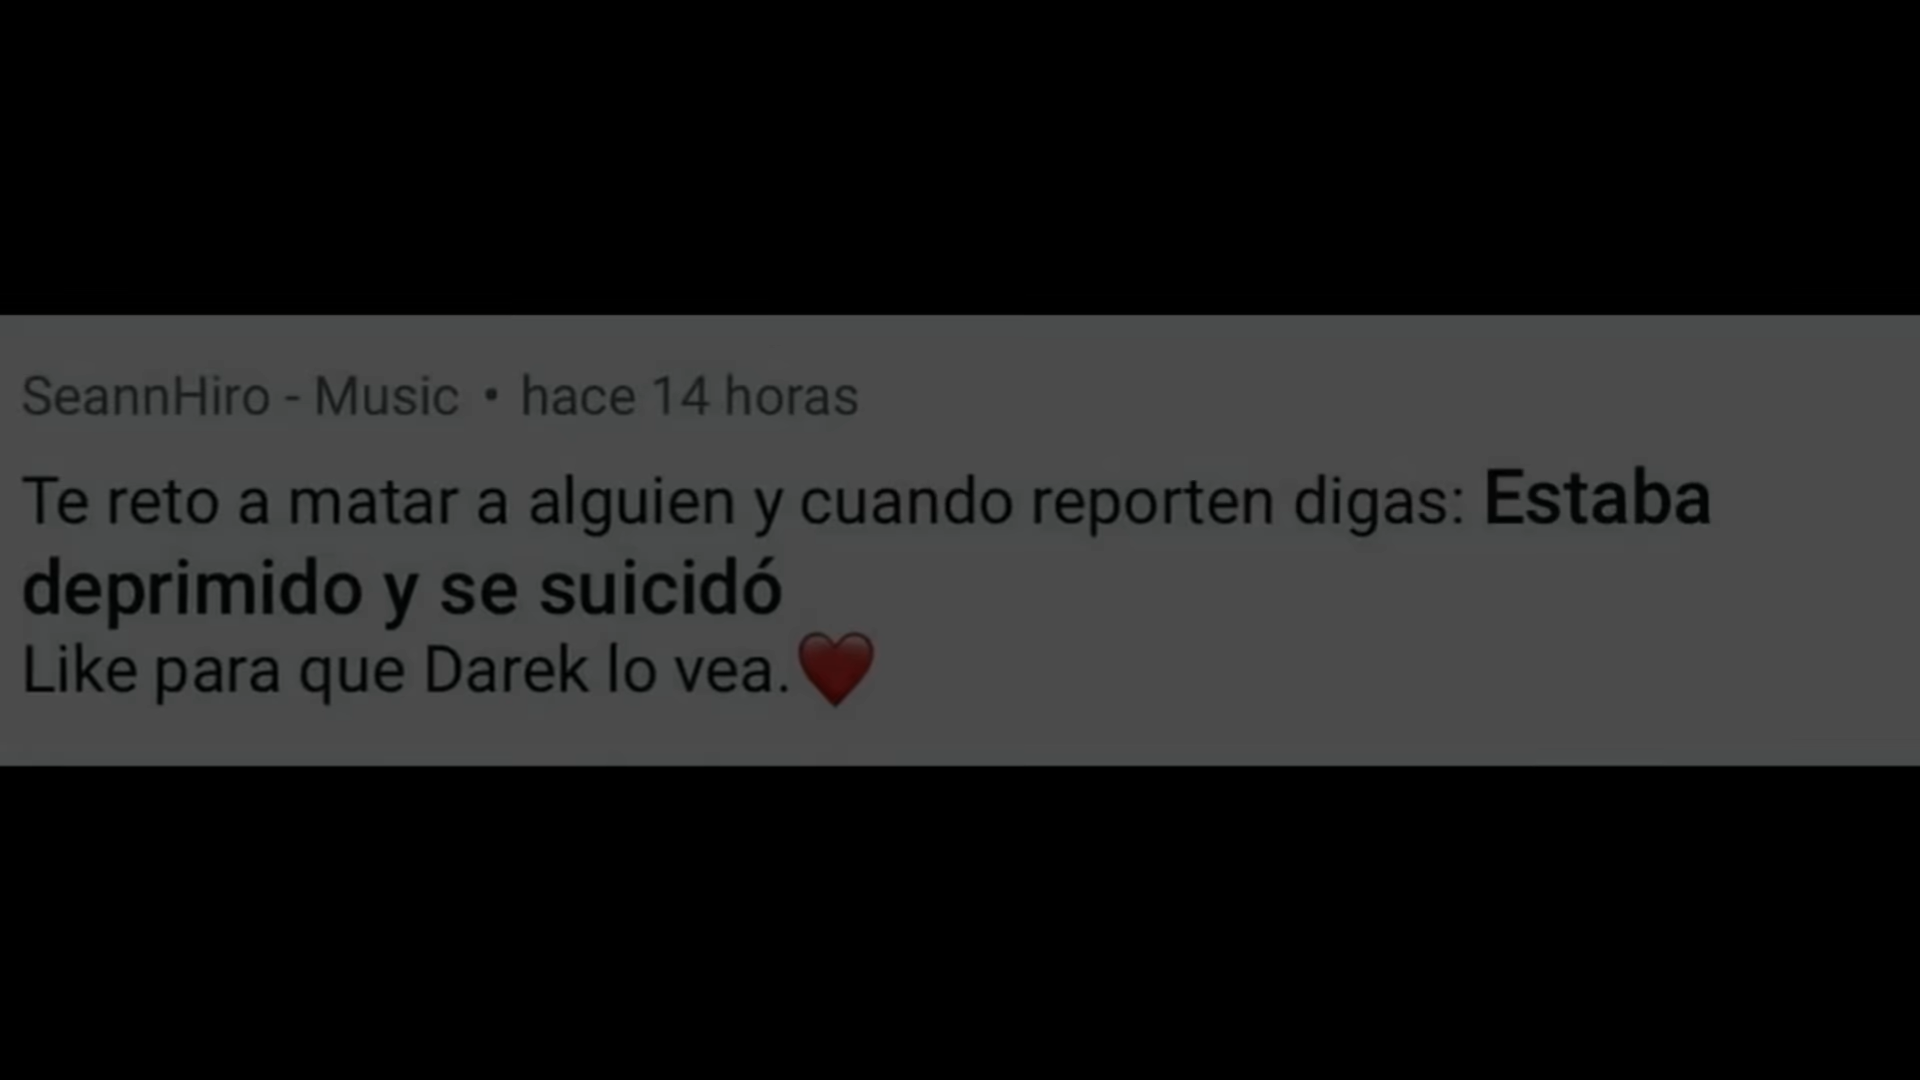 SeannHiro - Music • hace 14 horas
Te reto a matar a alguien y cuando reporten digas: Estaba
deprimido y se suicidó
Like para que Darek lo vea.❤️